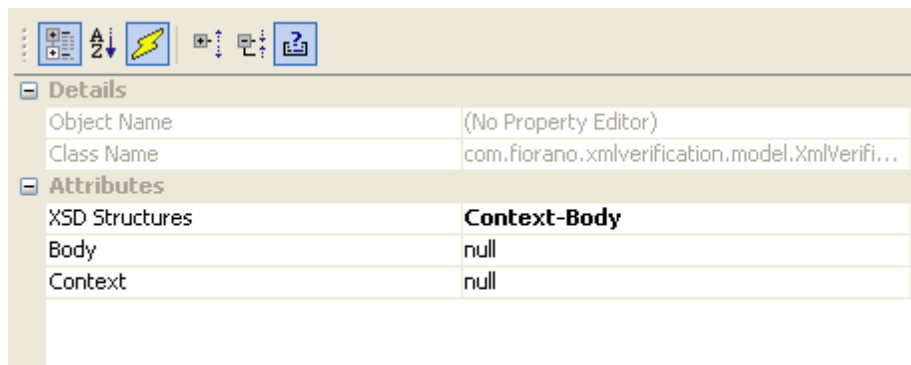 Details
Object Name (No Property Editor)
Class Name com.fiorano.xmlverification.model.XmlVerifi...
Attributes
XSD Structures Context-Body
Body null
Context null